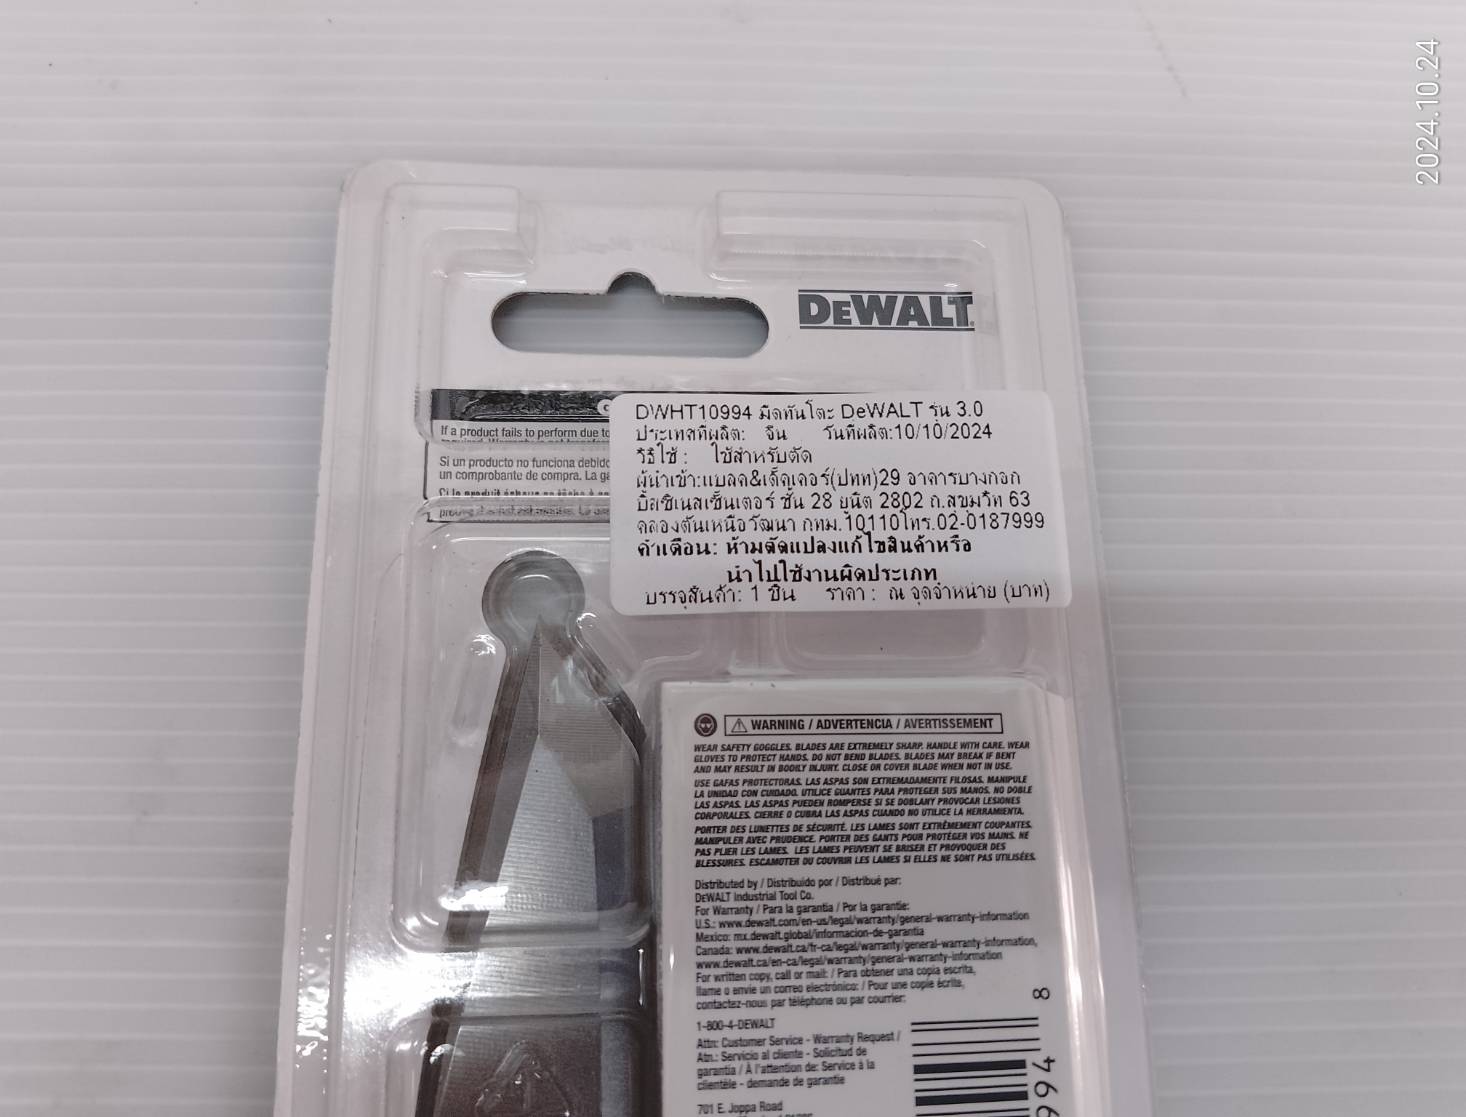 2024.10.24
DEWALT
If a product fails to perform due to
Si un producto no funciona debido
un comprobante de compra. La ga
DWHT10994 มีดทันโตะ DeWALT รุ่น 3.0
ประเทศที่ผลิต: จีน วันที่ผลิต:10/10/2024
วิธีใช้ : ใช้สำหรับตัด
ผู้นำเข้า:แบลค&เด็คเคอร์(ปทท)29 อาคารบางกอก
บิสซิเนสเซ็นเตอร์ ชั้น 28 ยูนิต 2802 ถ.สุขุมวิท 63
คลองตันเหนือวัฒนา กทม.10110โทร.02-0187999
คำเตือน: ห้ามดัดแปลงแก้ไขสินค้าหรือ
นำไปใช้งานผิดประเภท
บรรจุสินค้า: 1 ชิ้น ราคา : ณ จุดจำหน่าย (บาท)
WARNING / ADVERTENCIA / AVERTISSEMENT
WEAR SAFETY GOGGLES. BLADES ARE EXTREMELY SHARP. HANDLE WITH CARE. WEAR
GLOVES TO PROTECT HANDS. DO NOT BEND BLADES. BLADES MAY BREAK IF BENT
AND MAY RESULT IN BODILY INJURY. CLOSE OR COVER BLADE WHEN NOT IN USE.
USE GAFAS PROTECTORAS. LAS ASPAS SON EXTREMADAMENTE FILOSAS. MANIPULE
LA UNIDAD CON CUIDADO. UTILICE GUANTES PARA PROTEGER SUS MANOS. NO DOBLE
LAS ASPAS. LAS ASPAS PUEDEN ROMPERSE SI SE DOBLAN Y PROVOCAR LESIONES
CORPORALES. CIERRE O CUBRA LAS ASPAS CUANDO NO UTILICE LA HERRAMIENTA.
PORTER DES LUNETTES DE SÉCURITÉ. LES LAMES SONT EXTRÊMEMENT COUPANTES.
MANIPULER AVEC PRUDENCE. PORTER DES GANTS POUR PROTÉGER VOS MAINS. NE
PAS PLIER LES LAMES. LES LAMES PEUVENT SE BRISER ET PROVOQUER DES
BLESSURES. ESCAMOTER OU COUVRIR LES LAMES SI ELLES NE SONT PAS UTILISÉES.
Distributed by / Distribuido por / Distribué par:
DEWALT Industrial Tool Co.
For Warranty / Para la garantía / Por la garantie:
U.S.: www.dewalt.com/en-us/legal/warranty/general-warranty-information
Mexico: mx.dewalt.global/informacion-de-garantia
Canada: www.dewalt.ca/fr-ca/legal/warranty/general-warranty-information,
www.dewalt.ca/en-ca/legal/warranty/general-warranty-information
For written copy, call or mail: / Para obtener una copia escrita,
llame o envíe un correo electrónico: / Pour une copie écrite,
contactez-nous par téléphone ou par courrier:
1-800-4-DEWALT
Attn: Customer Service - Warranty Request /
Atn.: Servicio al cliente - Solicitud de
garantía / À l'attention de: Service à la
clientèle - demande de garantie
701 E. Joppa Road
8
94